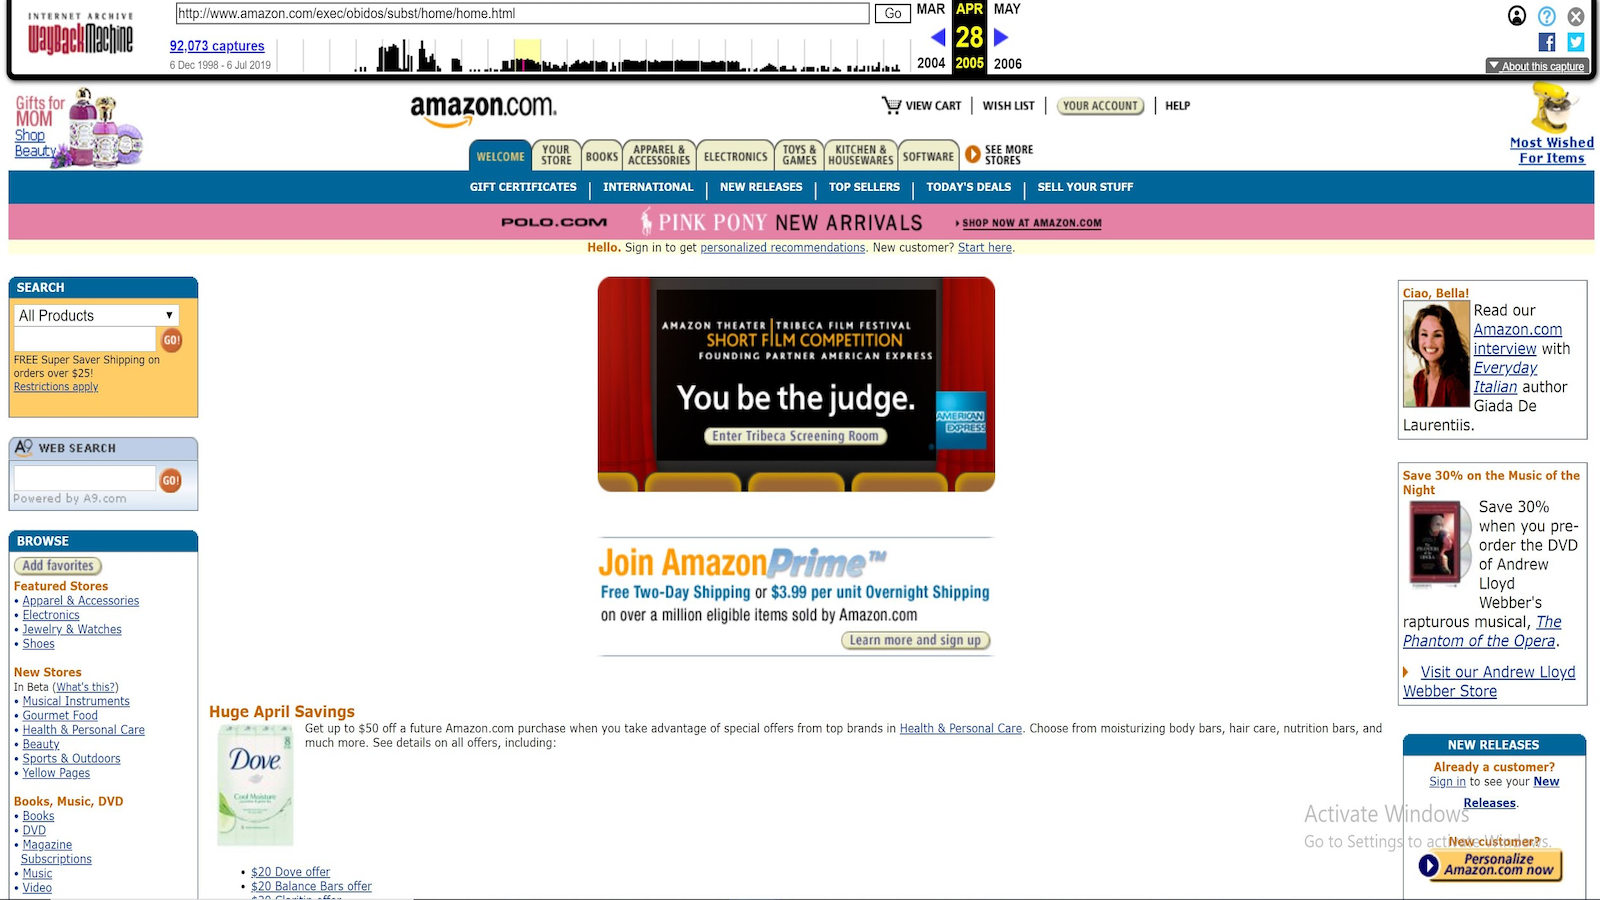 INTERNET ARCHIVE
WayBackMachine
http://www.amazon.com/exec/obidos/subst/home/home.html
Go
92,073 captures
6 Dec 1998 - 6 Jul 2019
MAR APR MAY
28
2004 2005 2006
About this capture
Gifts for
MOM
Shop
Beauty
amazon.com.
VIEW CART
WISH LIST
YOUR ACCOUNT
HELP
Most Wished
For Items
WELCOME
YOUR
STORE
BOOKS
APPAREL &
ACCESSORIES
ELECTRONICS
TOYS &
GAMES
KITCHEN &
HOUSEWARES
SOFTWARE
SEE MORE
STORES
GIFT CERTIFICATES
INTERNATIONAL
NEW RELEASES
TOP SELLERS
TODAY'S DEALS
SELL YOUR STUFF
POLO.COM PINK PONY NEW ARRIVALS SHOP NOW AT AMAZON.COM
Hello. Sign in to get personalized recommendations. New customer? Start here.
SEARCH
All Products
GO!
FREE Super Saver Shipping on
orders over $25!
Restrictions apply
A9 WEB SEARCH
GO!
Powered by A9.com
BROWSE
Add favorites
Featured Stores
• Apparel & Accessories
• Electronics
• Jewelry & Watches
• Shoes
New Stores
In Beta (What's this?)
• Musical Instruments
• Gourmet Food
• Health & Personal Care
• Beauty
• Sports & Outdoors
• Yellow Pages
Books, Music, DVD
• Books
• DVD
• Magazine
Subscriptions
• Music
• Video
AMAZON THEATER TRIBECA FILM FESTIVAL
SHORT FILM COMPETITION
FOUNDING PARTNER AMERICAN EXPRESS
You be the judge.
AMERICAN
EXPRESS
Enter Tribeca Screening Room
Join Amazon Prime™
Free Two-Day Shipping or $3.99 per unit Overnight Shipping
on over a million eligible items sold by Amazon.com
Learn more and sign up
Huge April Savings
Get up to $50 off a future Amazon.com purchase when you take advantage of special offers from top brands in Health & Personal Care. Choose from moisturizing body bars, hair care, nutrition bars, and
much more. See details on all offers, including:
Dove
Cool Moisture
• $20 Dove offer
• $20 Balance Bars offer
• $20 Claritin offer
Ciao, Bella!
Read our
Amazon.com
interview with
Everyday
Italian author
Giada De
Laurentiis.
Save 30% on the Music of the
Night
Save 30%
when you pre-
order the DVD
of Andrew
Lloyd
Webber's
rapturous musical, The
Phantom of the Opera.
Visit our Andrew Lloyd
Webber Store
NEW RELEASES
Already a customer?
Sign in to see your New
Releases.
New customer?
Personalize
Amazon.com now
Activate Windows
Go to Settings to activate Windows.